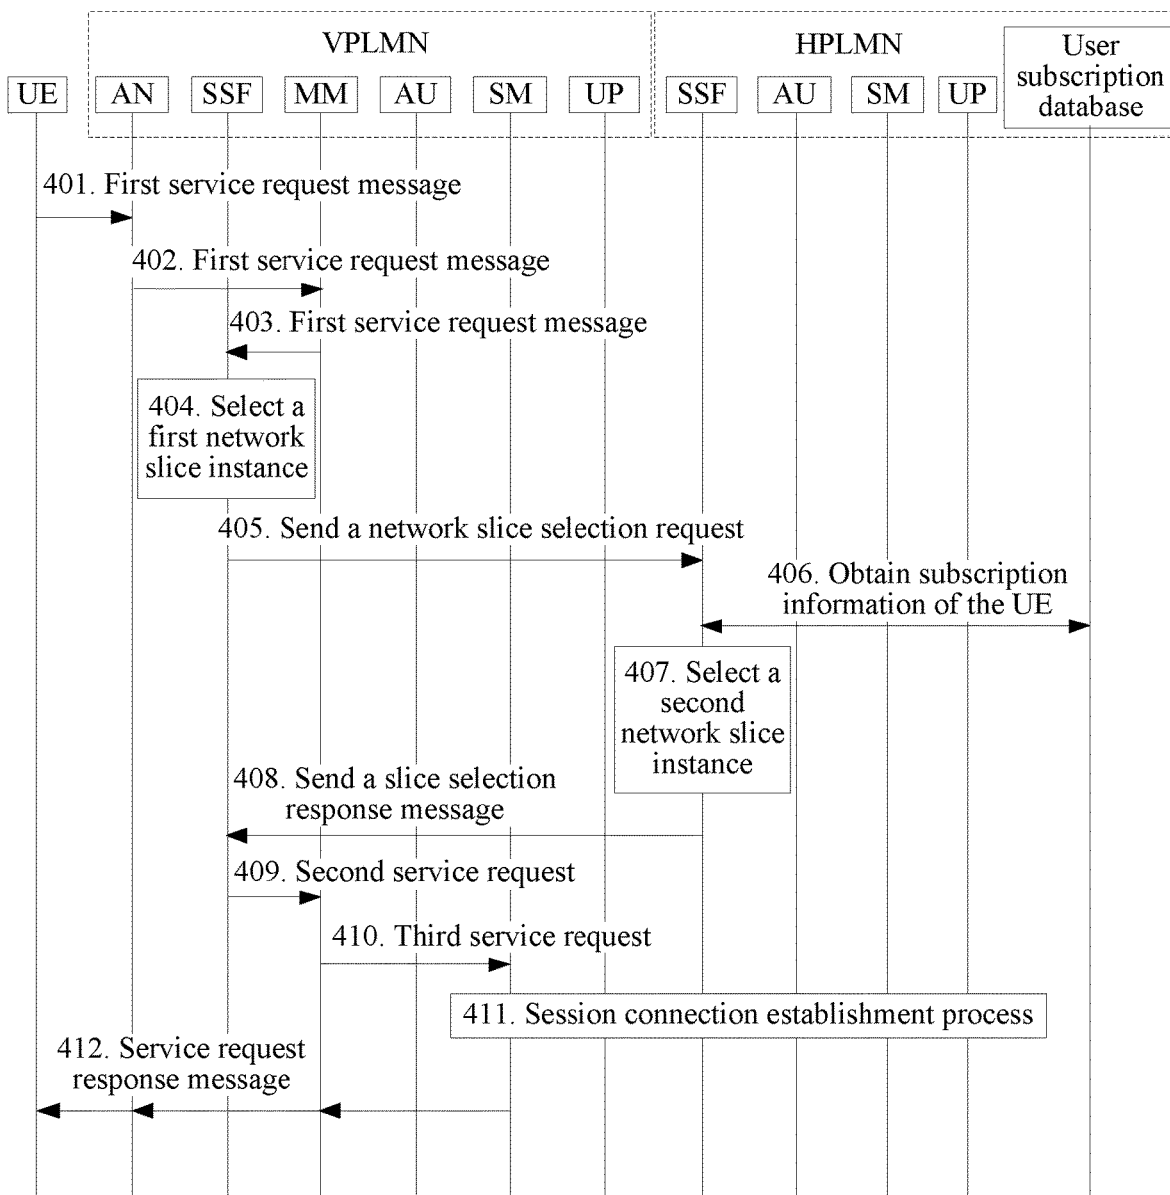 VPLMN
HPLMN
User
subscription
database
UE
AN
SSF
MM
AU
SM
UP
SSF
AU
SM
UP
401. First service request message
402. First service request message
403. First service request message
404. Select a
first network
slice instance
405. Send a network slice selection request
406. Obtain subscription
information of the UE
407. Select a
second
network slice
instance
408. Send a slice selection
response message
409. Second service request
410. Third service request
411. Session connection establishment process
412. Service request
response message